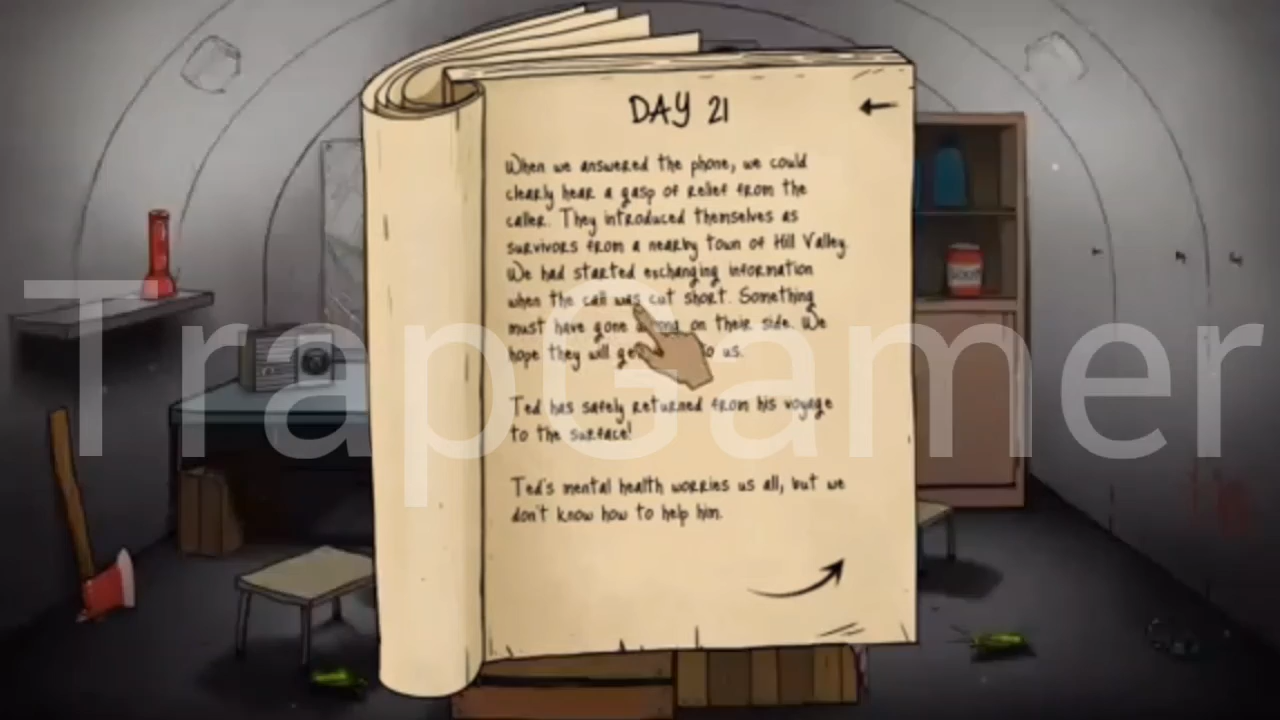 DAY 21
When we answered the phone, we could
clearly hear a gasp of relief from the
caller. They introduced themselves as
survivors from a nearby town of Hill Valley.
We had started exchanging information
when the call was cut short. Something
must have gone on their side. We
hope they will to us.
Ted has safely returned from his voyage
to the surface!
Ted's mental health worries us all, but we
don't know how to help him.
TrapGamer